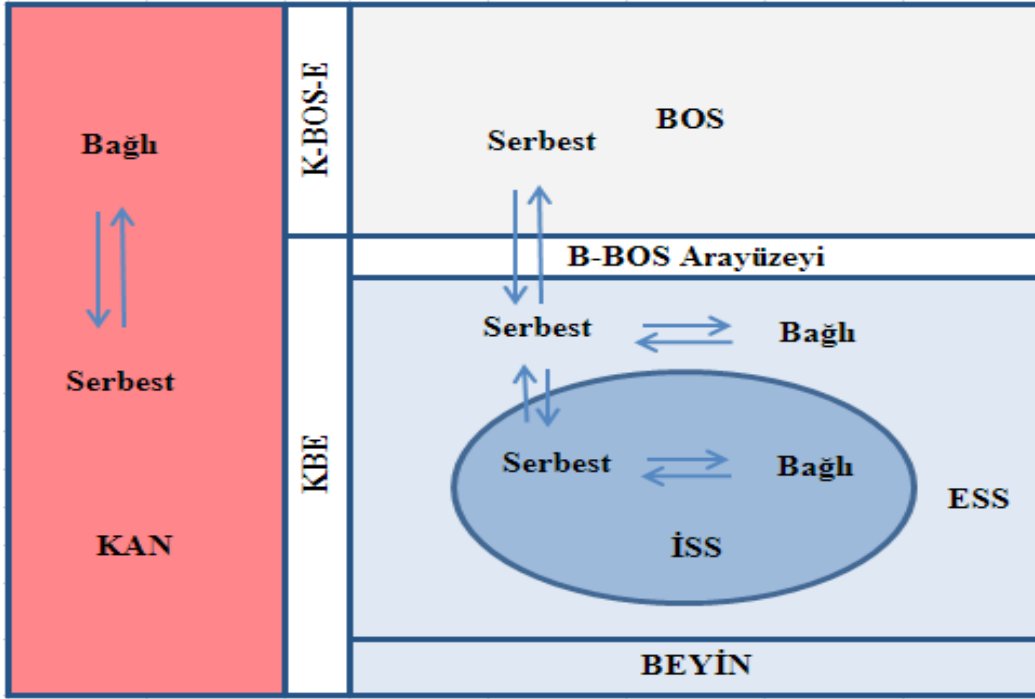 Bağlı
Serbest
KAN
K-BOS-E
KBE
BOS
Serbest
B-BOS Arayüzeyi
Serbest
Bağlı
Serbest
Bağlı
ESS
İSS
BEYİN